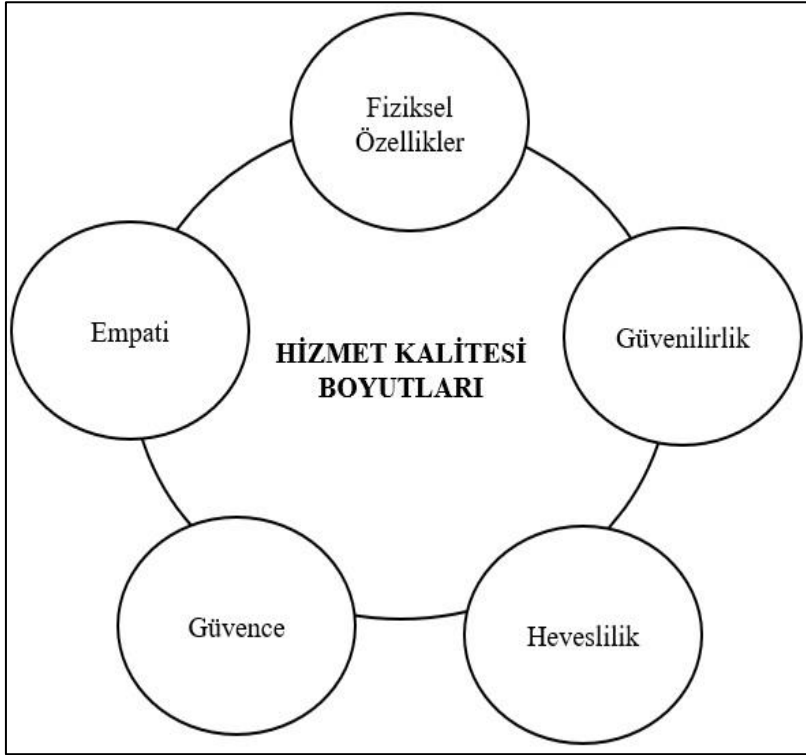 Fiziksel
Özellikler
Empati
Güvenilirlik
HİZMET KALİTESİ
BOYUTLARI
Güvence
Heveslilik